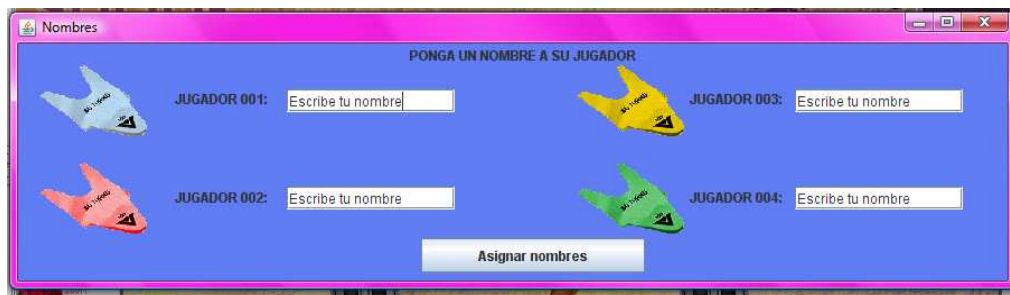 Nombres
PONGA UN NOMBRE A SU JUGADOR
JUGADOR 001: Escribe tu nombre
JUGADOR 003: Escribe tu nombre
JUGADOR 002: Escribe tu nombre
JUGADOR 004: Escribe tu nombre
Asignar nombres